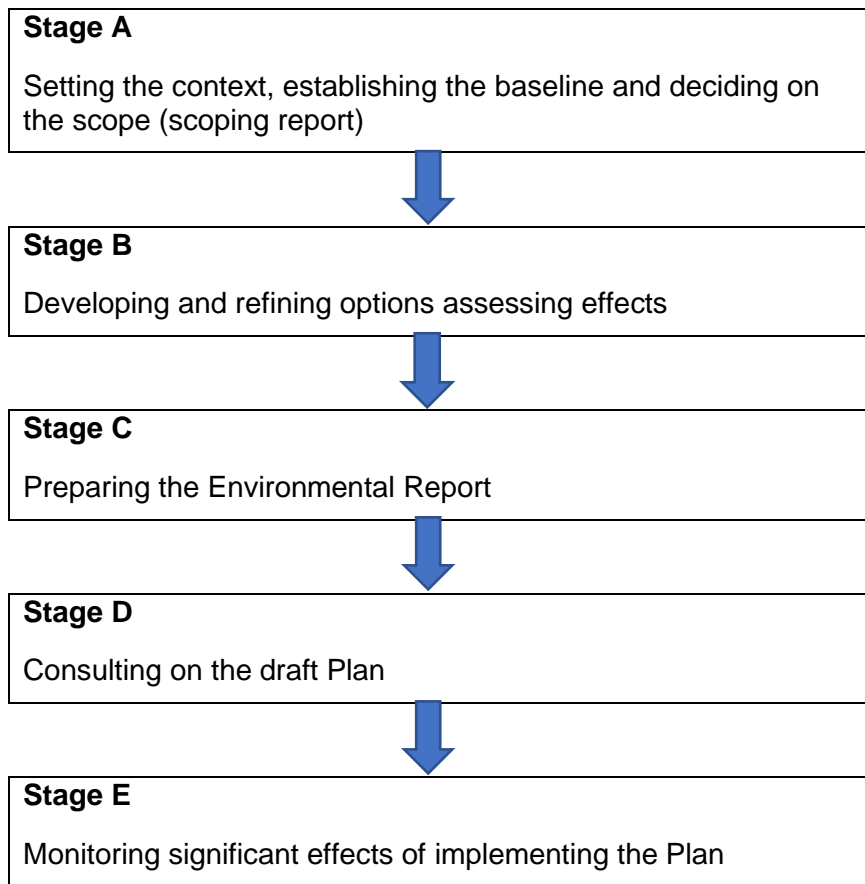 Stage A
Setting the context, establishing the baseline and deciding on
the scope (scoping report)
Stage B
Developing and refining options assessing effects
Stage C
Preparing the Environmental Report
Stage D
Consulting on the draft Plan
Stage E
Monitoring significant effects of implementing the Plan